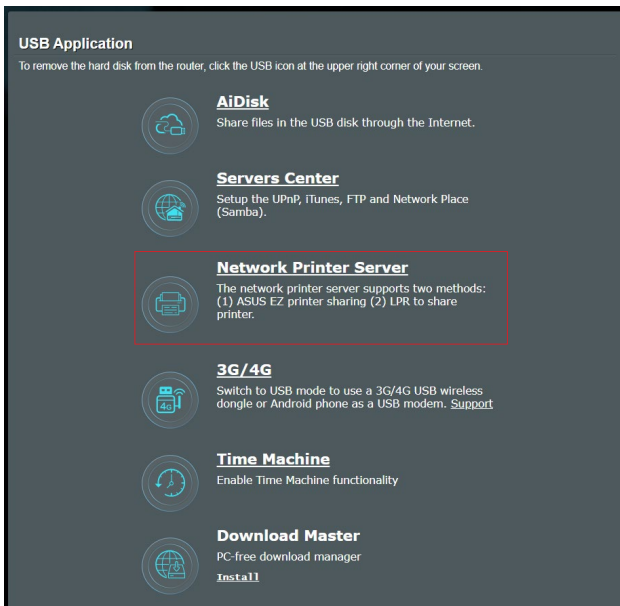 USB Application
To remove the hard disk from the router, click the USB icon at the upper right corner of your screen.
AiDisk
Share files in the USB disk through the Internet.
Servers Center
Setup the UPnP, iTunes, FTP and Network Place
(Samba).
Network Printer Server
The network printer server supports two methods:
(1) ASUS EZ printer sharing (2) LPR to share
printer.
3G/4G
4G
Switch to USB mode to use a 3G/4G USB wireless
dongle or Android phone as a USB modem. Support
Time Machine
Enable Time Machine functionality
Download Master
PC-free download manager
Install